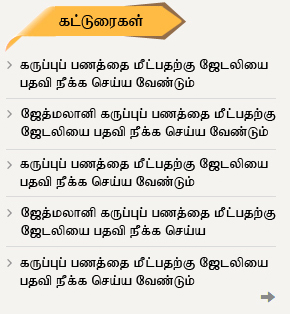 கட்டுரைகள்
கருப்புப் பணத்தை மீட்பதற்கு ஜேடலியை
பதவி நீக்க செய்ய வேண்டும்
ஜேத்மலானி கருப்புப் பணத்தை மீட்பதற்கு
ஜேடலியை பதவி நீக்க செய்ய வேண்டும்
கருப்புப் பணத்தை மீட்பதற்கு ஜேடலியை
பதவி நீக்க செய்ய வேண்டும்
ஜேத்மலானி கருப்புப் பணத்தை மீட்பதற்கு
ஜேடலியை பதவி நீக்க செய்ய
கருப்புப் பணத்தை மீட்பதற்கு ஜேடலியை
பதவி நீக்க செய்ய வேண்டும்